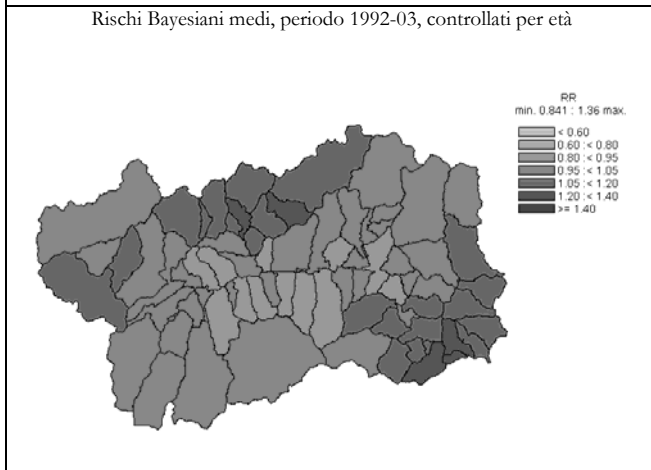 Rischi Bayesiani medi, periodo 1992-03, controllati per età
RR
min. 0.841 : 1.36 max.
< 0.60
0.60 :< 0.80
0.80 :< 0.95
0.95 :< 1.05
1.05 :< 1.20
1.20 :< 1.40
>= 1.40